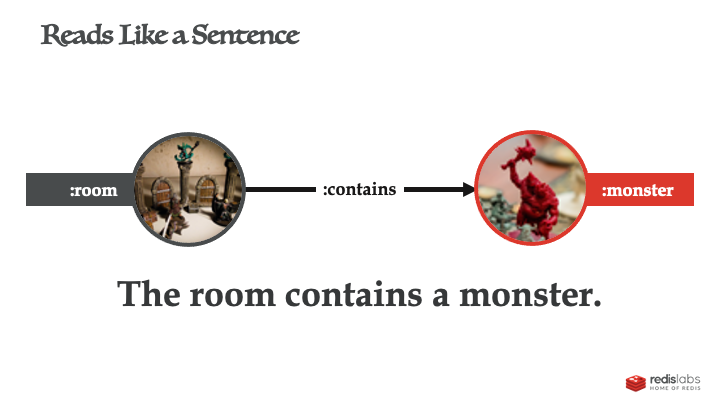 Reads Like a Sentence
:room
:contains
:monster
The room contains a monster.
redislabs
HOME OF REDIS